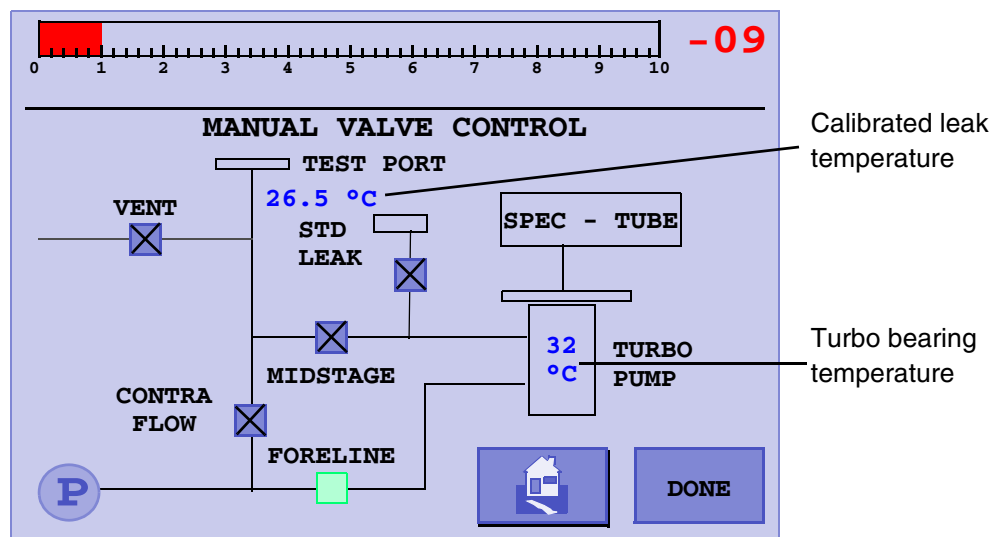 -09
0 1 2 3 4 5 6 7 8 9 10
MANUAL VALVE CONTROL
TEST PORT
26.5 °C
VENT
STD
LEAK
SPEC - TUBE
32
°C
TURBO
PUMP
MIDSTAGE
CONTRA
FLOW
FORELINE
P
DONE
Calibrated leak
temperature
Turbo bearing
temperature